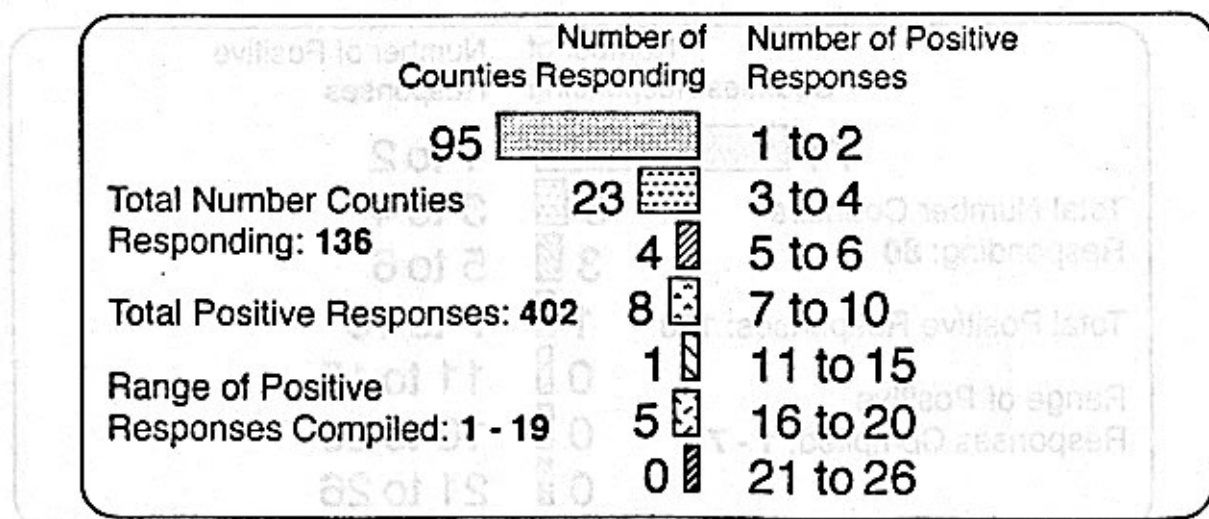 Number of Counties Responding
Number of Positive Responses
95 1 to 2
23 3 to 4
4 5 to 6
8 7 to 10
1 11 to 15
5 16 to 20
0 21 to 26
Total Number Counties
Responding: 136
Total Positive Responses: 402
Range of Positive
Responses Compiled: 1 - 19